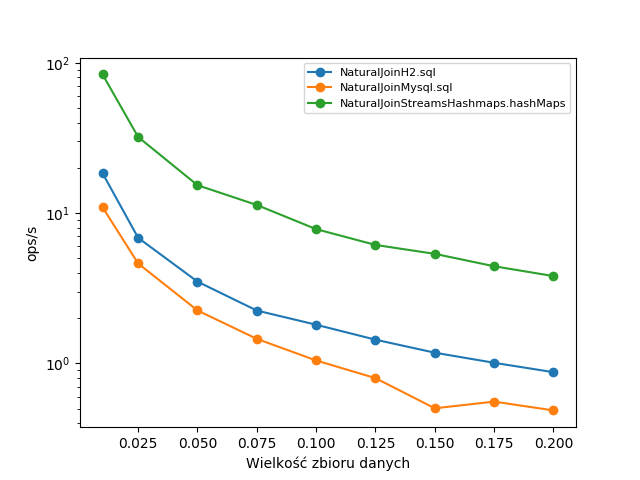 NaturalJoinH2.sql
NaturalJoinMysql.sql
NaturalJoinStreamsHashmaps.hashMaps
ops/s
10²
10¹
10⁰
0.025 0.050 0.075 0.100 0.125 0.150 0.175 0.200
Wielkość zbioru danych